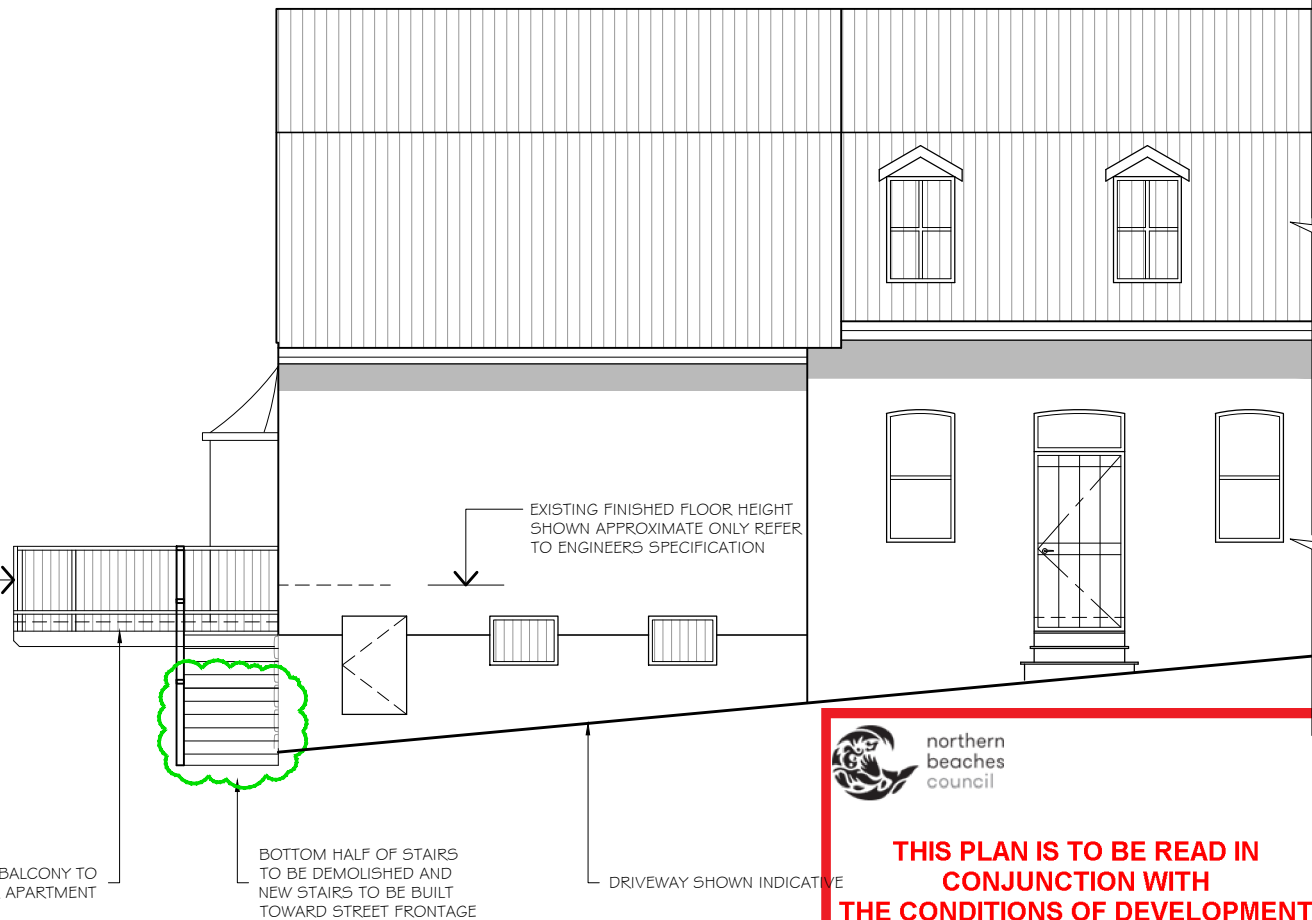 EXISTING FINISHED FLOOR HEIGHT
SHOWN APPROXIMATE ONLY REFER
TO ENGINEERS SPECIFICATION
BALCONY TO
APARTMENT
BOTTOM HALF OF STAIRS
TO BE DEMOLISHED AND
NEW STAIRS TO BE BUILT
TOWARD STREET FRONTAGE
DRIVEWAY SHOWN INDICATIVE
northern
beaches
council
THIS PLAN IS TO BE READ IN
CONJUNCTION WITH
THE CONDITIONS OF DEVELOPMENT